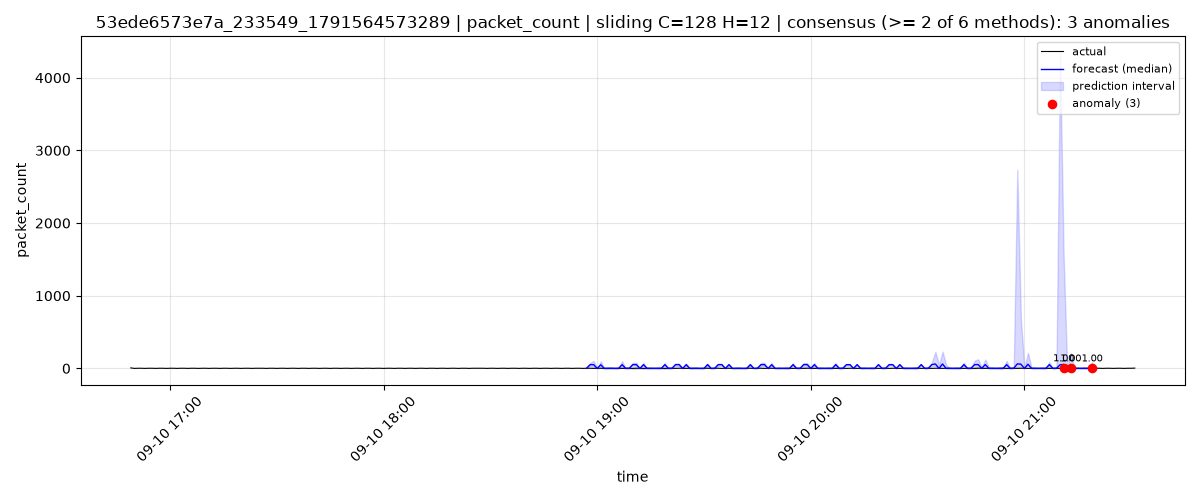 53ede6573e7a_233549_1791564573289 | packet_count | sliding C=128 H=12 | consensus (>= 2 of 6 methods): 3 anomalies
actual
forecast (median)
prediction interval
anomaly (3)
4000
3000
2000
1000
0
packet_count
1.00
1.00
09-10 17:00
09-10 18:00
09-10 19:00
09-10 20:00
09-10 21:00
time